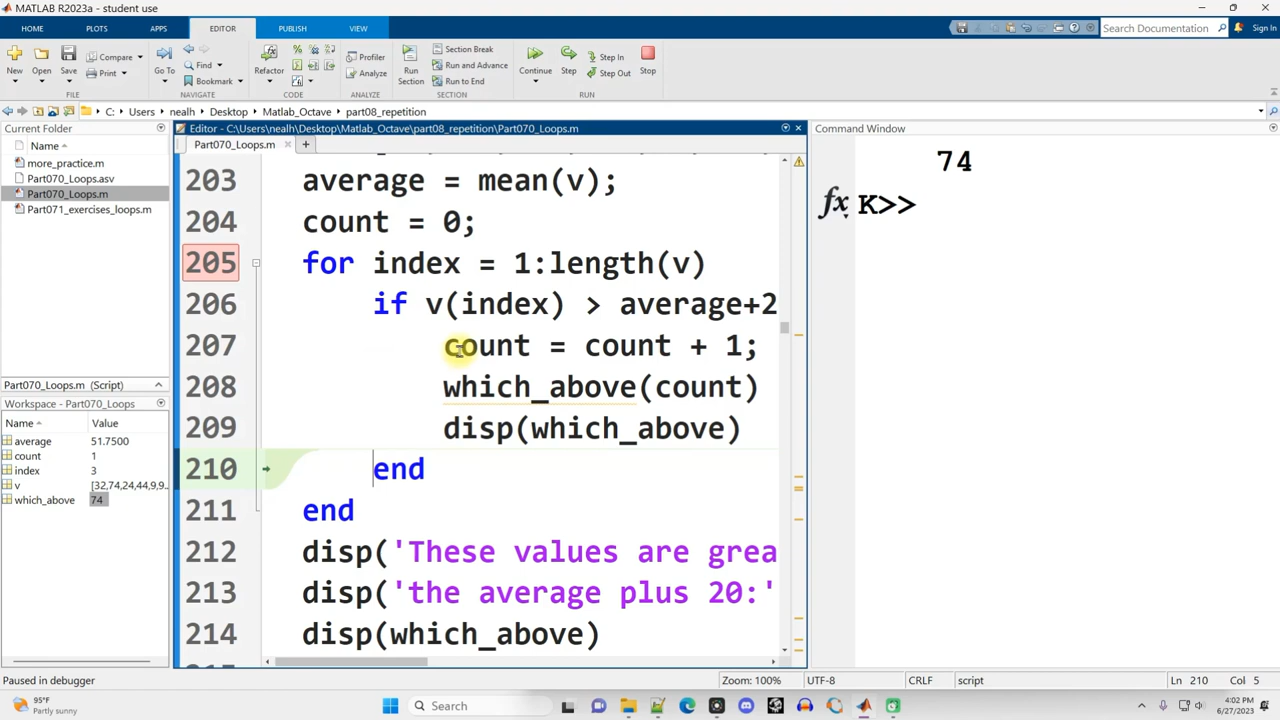 MATLAB R2023a - student use
HOME PLOTS APPS EDITOR PUBLISH VIEW
Search Documentation Sign In
New Open Save Compare Print Go To Find Bookmark Refactor Profiler Analyze Run Section Section Break Run and Advance Run to End Continue Step Step In Step Out Stop
FILE NAVIGATE CODE ANALYZE SECTION RUN
C: Users nealh Desktop Matlab_Octave part08_repetition
Current Folder
Name
more_practice.m
Part070_Loops.asv
Part070_Loops.m
Part071_exercises_loops.m
Part070_Loops.m (Script)
Workspace - Part070_Loops
Name Value
average 51.7500
count 1
index 3
v [32,74,24,44,9,9...
which_above 74
Editor - C:\Users\nealh\Desktop\Matlab_Octave\part08_repetition\Part070_Loops.m
Part070_Loops.m
203 average = mean(v);
204 count = 0;
205 for index = 1:length(v)
206 if v(index) > average+2
207 count = count + 1;
208 which_above(count)
209 disp(which_above)
210 end
211 end
212 disp('These values are grea
213 disp('the average plus 20:'
214 disp(which_above)
Command Window
74
fx K>>
Paused in debugger Zoom: 100% UTF-8 CRLF script Ln 210 Col 5
95°F
Partly sunny
Search
4:02 PM
6/27/2023